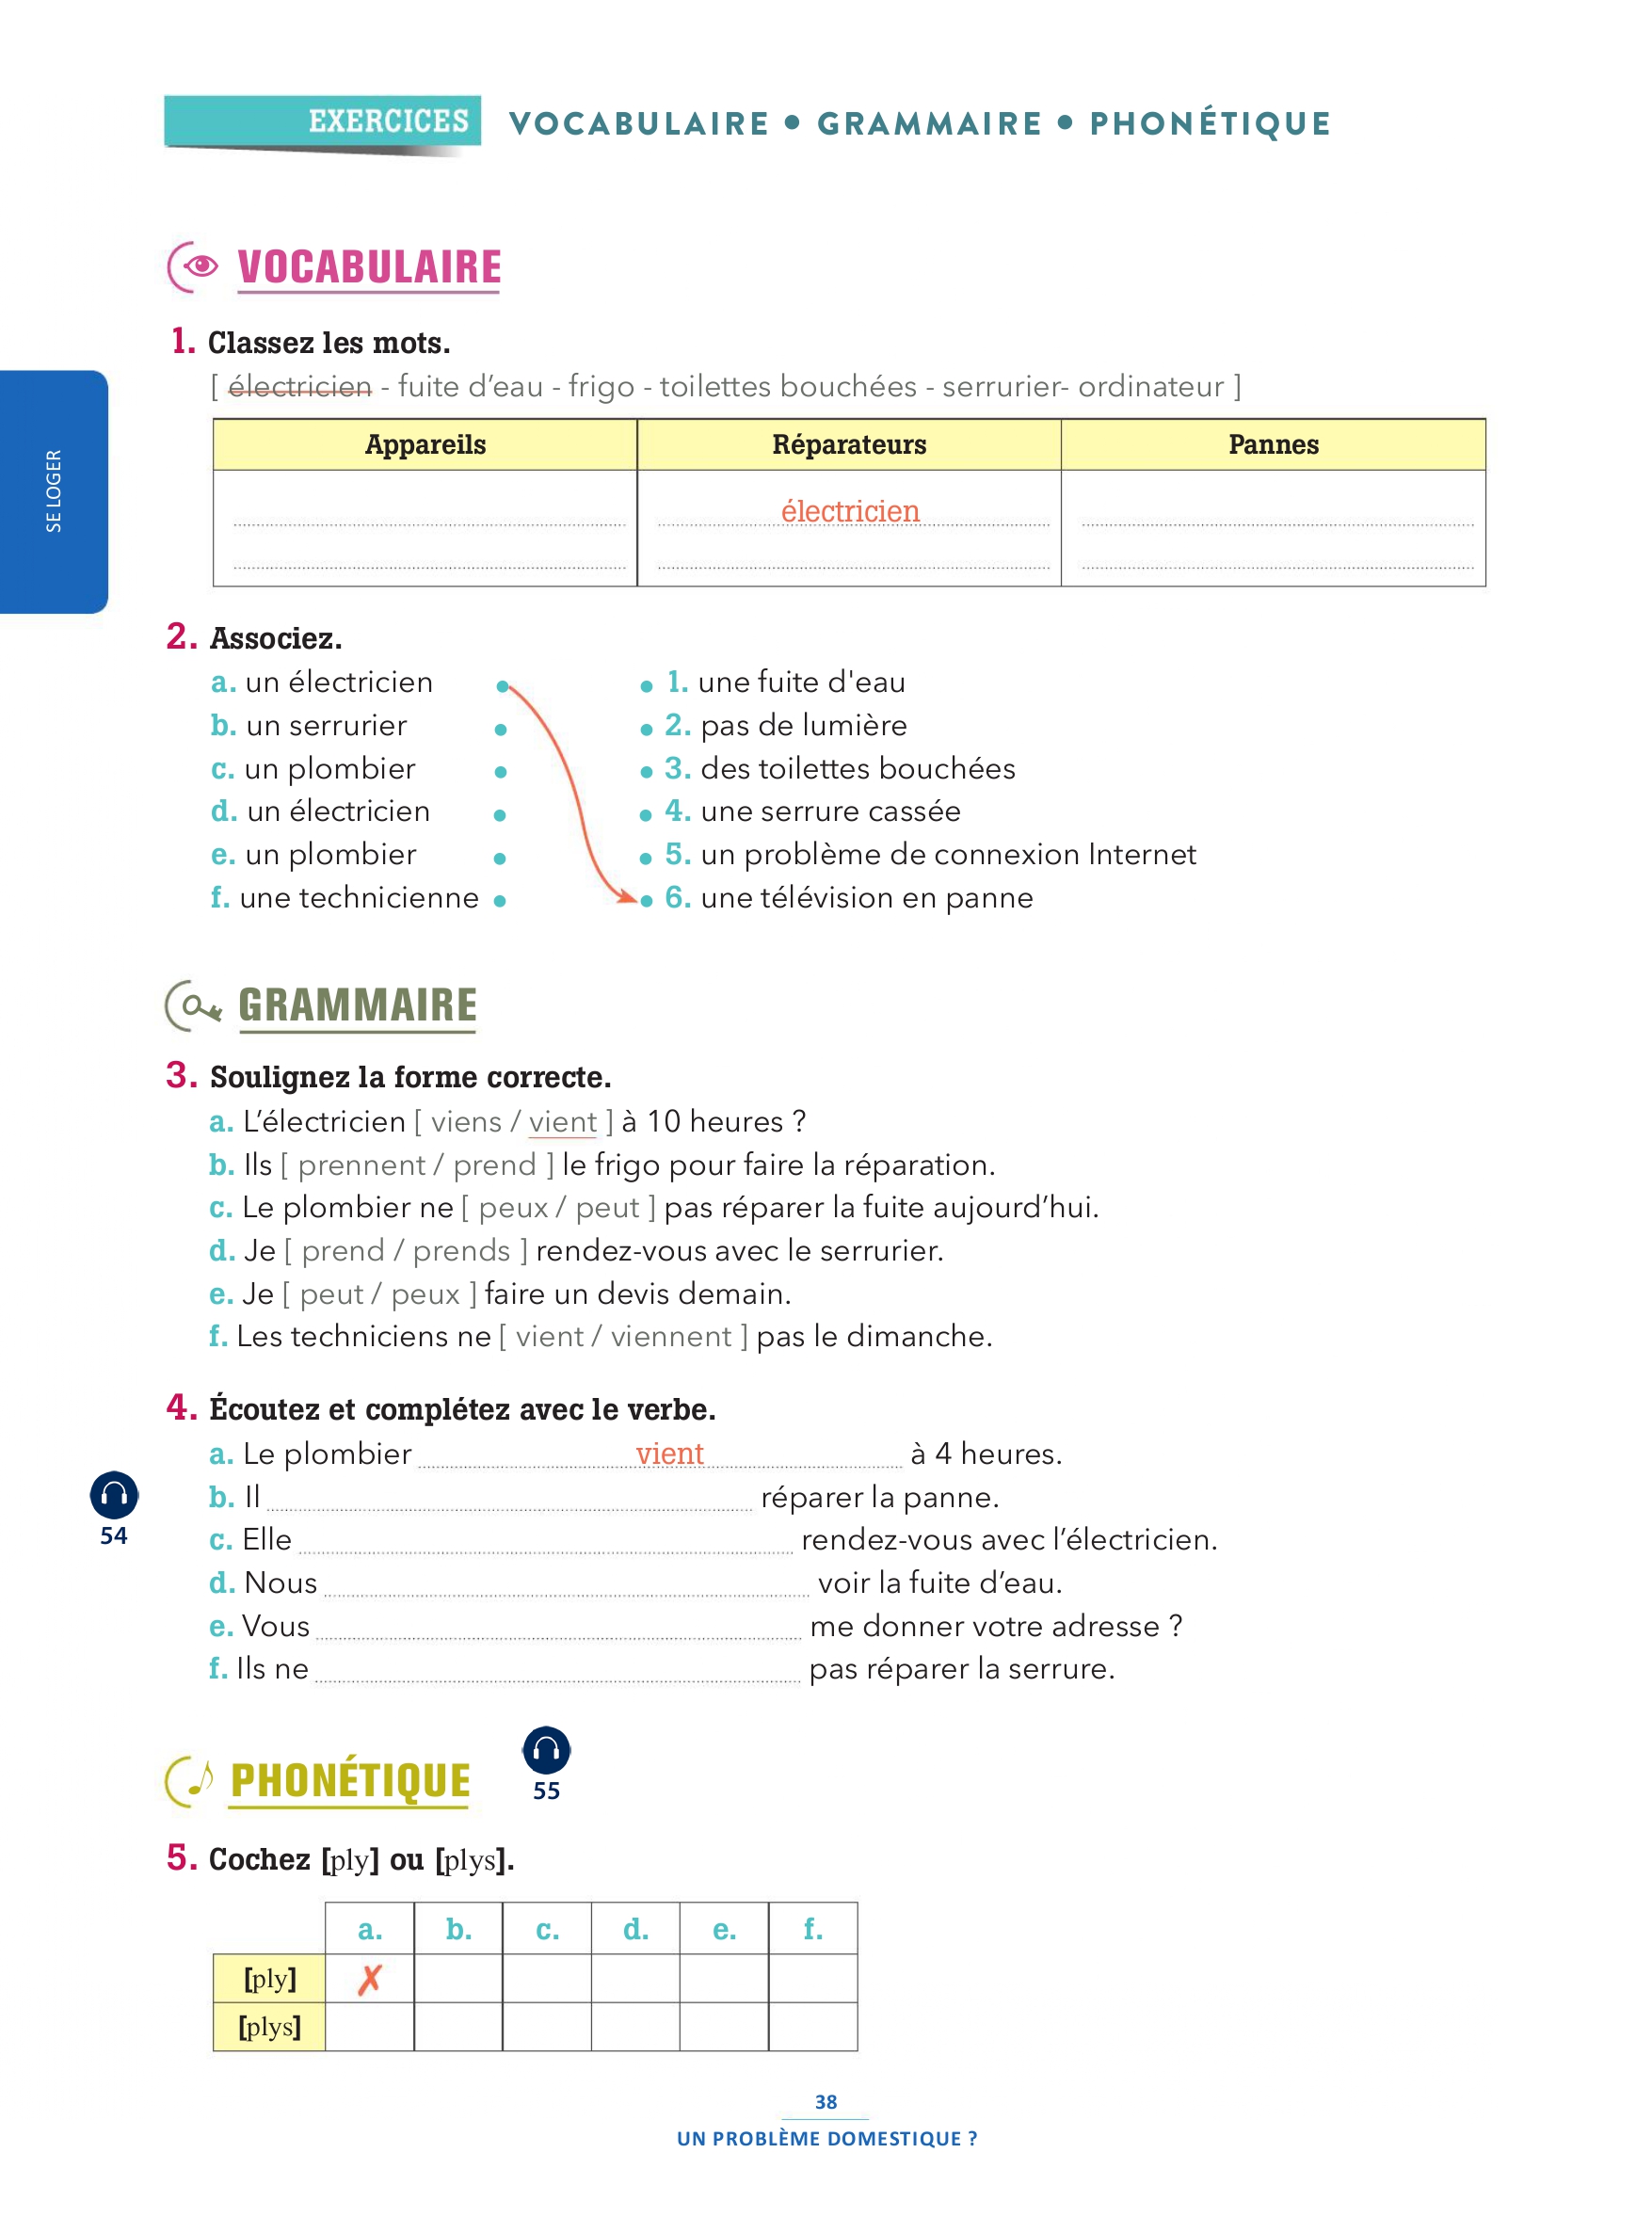 EXERCICES VOCABULAIRE • GRAMMAIRE • PHONÉTIQUE
VOCABULAIRE
1. Classez les mots.
[ électricien - fuite d’eau - frigo - toilettes bouchées - serrurier- ordinateur ]
Appareils Réparateurs Pannes
électricien
SE LOGER
2. Associez.
a. un électricien • • 1. une fuite d'eau
b. un serrurier • • 2. pas de lumière
c. un plombier • • 3. des toilettes bouchées
d. un électricien • • 4. une serrure cassée
e. un plombier • • 5. un problème de connexion Internet
f. une technicienne • • 6. une télévision en panne
GRAMMAIRE
3. Soulignez la forme correcte.
a. L’électricien [ viens / vient ] à 10 heures ?
b. Ils [ prennent / prend ] le frigo pour faire la réparation.
c. Le plombier ne [ peux / peut ] pas réparer la fuite aujourd’hui.
d. Je [ prend / prends ] rendez-vous avec le serrurier.
e. Je [ peut / peux ] faire un devis demain.
f. Les techniciens ne [ vient / viennent ] pas le dimanche.
4. Écoutez et complétez avec le verbe.
a. Le plombier vient à 4 heures.
b. Il réparer la panne.
54
c. Elle rendez-vous avec l’électricien.
d. Nous voir la fuite d’eau.
e. Vous me donner votre adresse ?
f. Ils ne pas réparer la serrure.
PHONÉTIQUE
55
5. Cochez [ply] ou [plys].
a. b. c. d. e. f.
[ply] ✗
[plys]
38
UN PROBLÈME DOMESTIQUE ?